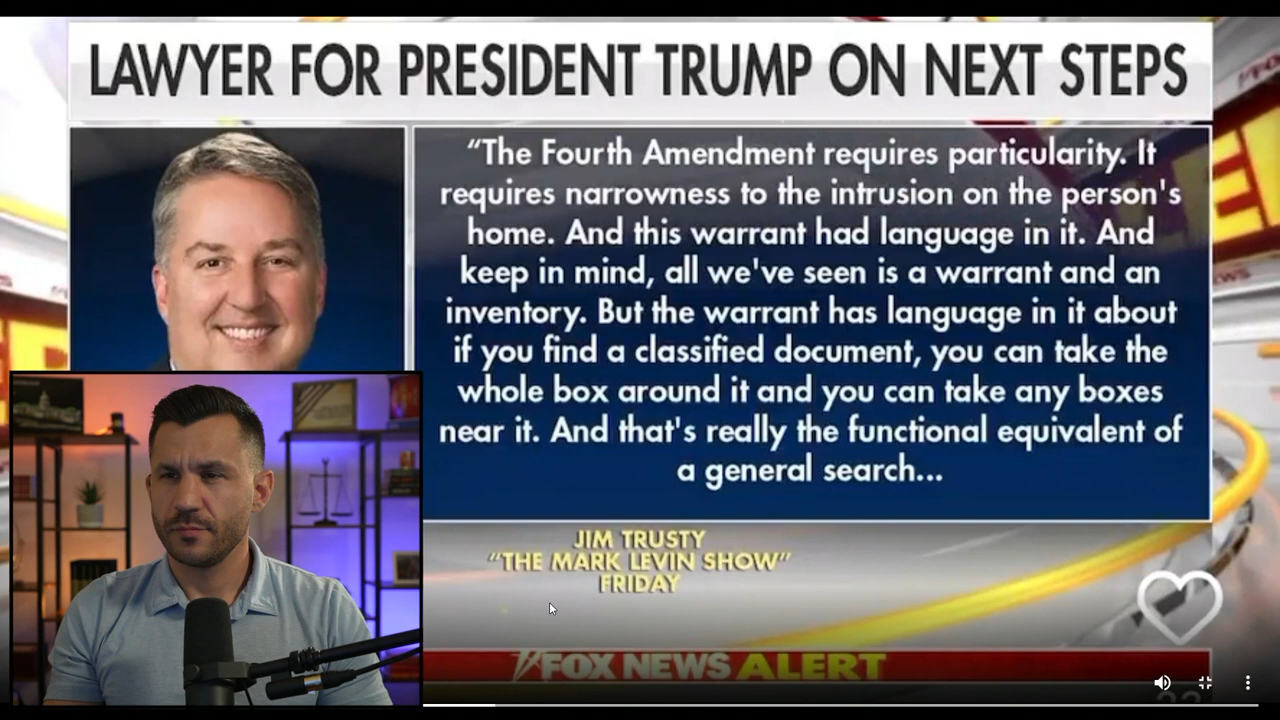 LAWYER FOR PRESIDENT TRUMP ON NEXT STEPS
“The Fourth Amendment requires particularity. It
requires narrowness to the intrusion on the person's
home. And this warrant had language in it. And
keep in mind, all we've seen is a warrant and an
inventory. But the warrant has language in it about
if you find a classified document, you can take the
whole box around it and you can take any boxes
near it. And that's really the functional equivalent of
a general search...
JIM TRUSTY
“THE MARK LEVIN SHOW”
FRIDAY
FOX NEWS ALERT